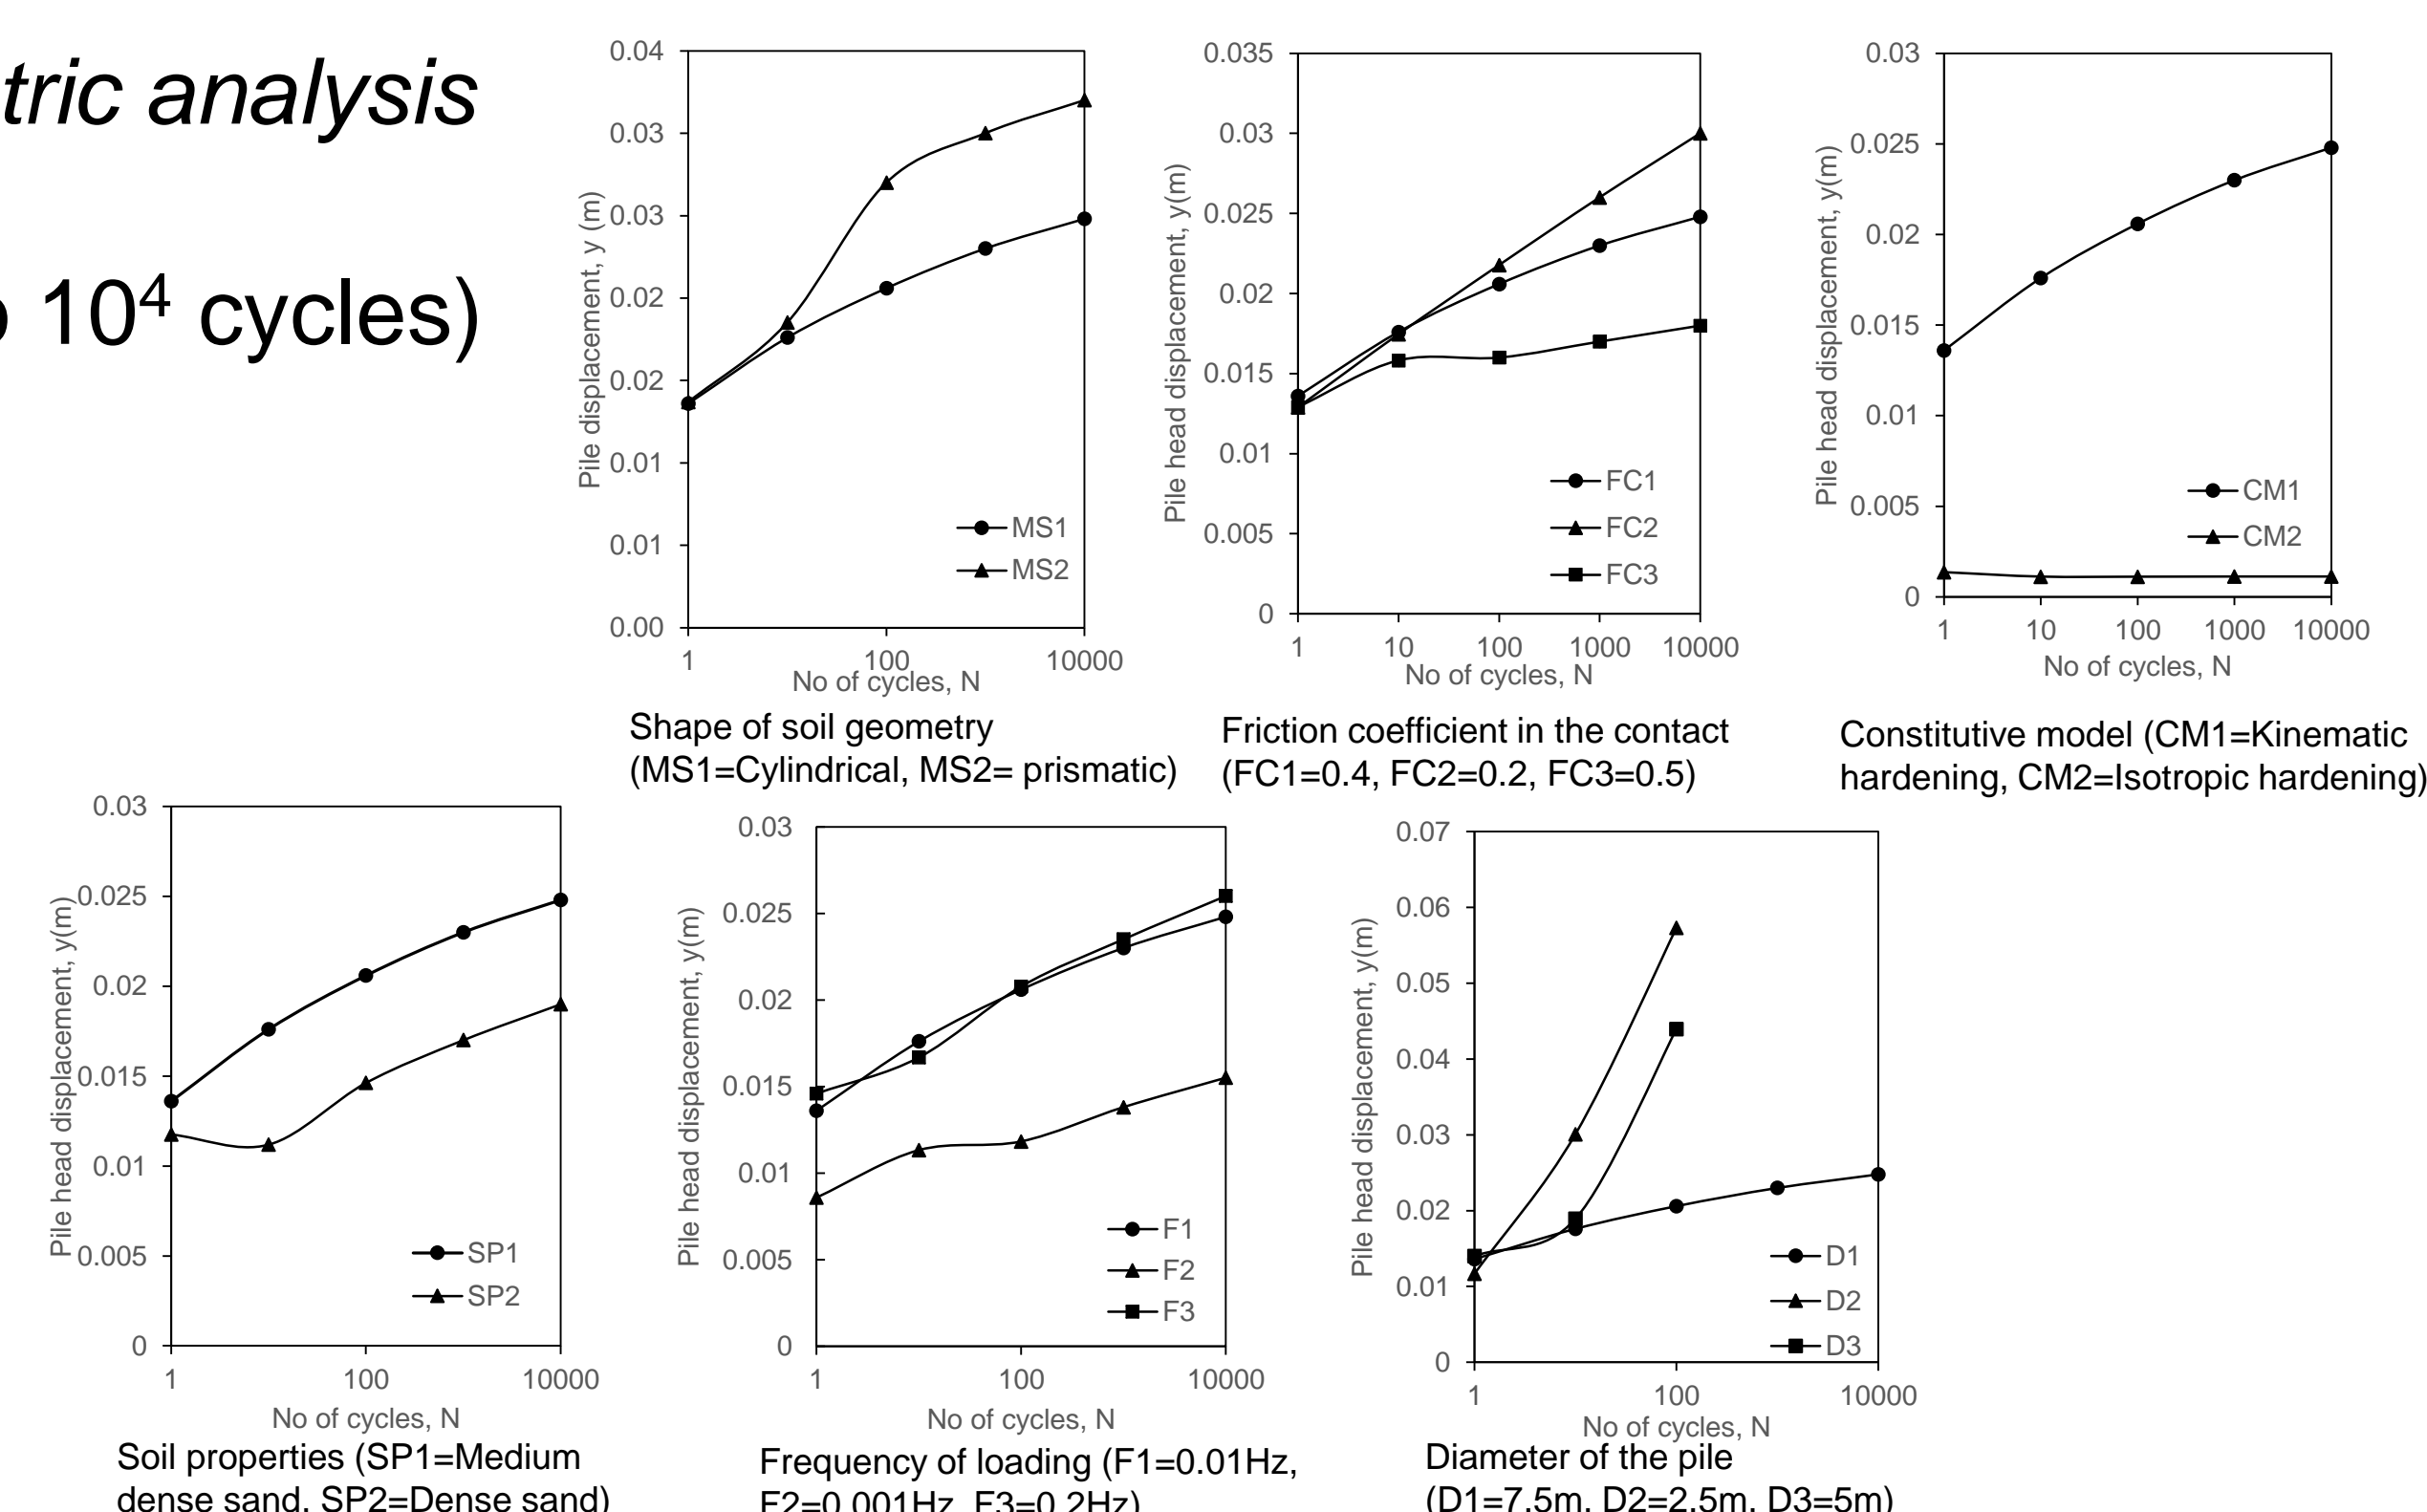 tric analysis
10⁴ cycles)
0.04
0.03
0.03
0.02
0.02
0.01
0.01
0.00
Pile displacement, y (m)
MS1
MS2
1 100 10000
No of cycles, N
Shape of soil geometry
(MS1=Cylindrical, MS2= prismatic)
0.035
0.03
0.025
0.02
0.015
0.01
0.005
0
Pile head displacement, y(m)
FC1
FC2
FC3
1 10 100 1000 10000
No of cycles, N
Friction coefficient in the contact
(FC1=0.4, FC2=0.2, FC3=0.5)
0.03
0.025
0.02
0.015
0.01
0.005
0
Pile head displacement, y(m)
CM1
CM2
1 10 100 1000 10000
No of cycles, N
Constitutive model (CM1=Kinematic
hardening, CM2=Isotropic hardening)
0.03
0.025
0.02
0.015
0.01
0.005
0
Pile head displacement, y(m)
SP1
SP2
1 100 10000
No of cycles, N
Soil properties (SP1=Medium
dense sand, SP2=Dense sand)
0.03
0.025
0.02
0.015
0.01
0.005
0
Pile head displacement, y(m)
F1
F2
F3
1 100 10000
No of cycles, N
Frequency of loading (F1=0.01Hz,
F2=0.001Hz, F3=0.2Hz)
0.07
0.06
0.05
0.04
0.03
0.02
0.01
0
Pile head displacement, y(m)
D1
D2
D3
1 100 10000
No of cycles, N
Diameter of the pile
(D1=7.5m, D2=2.5m, D3=5m)